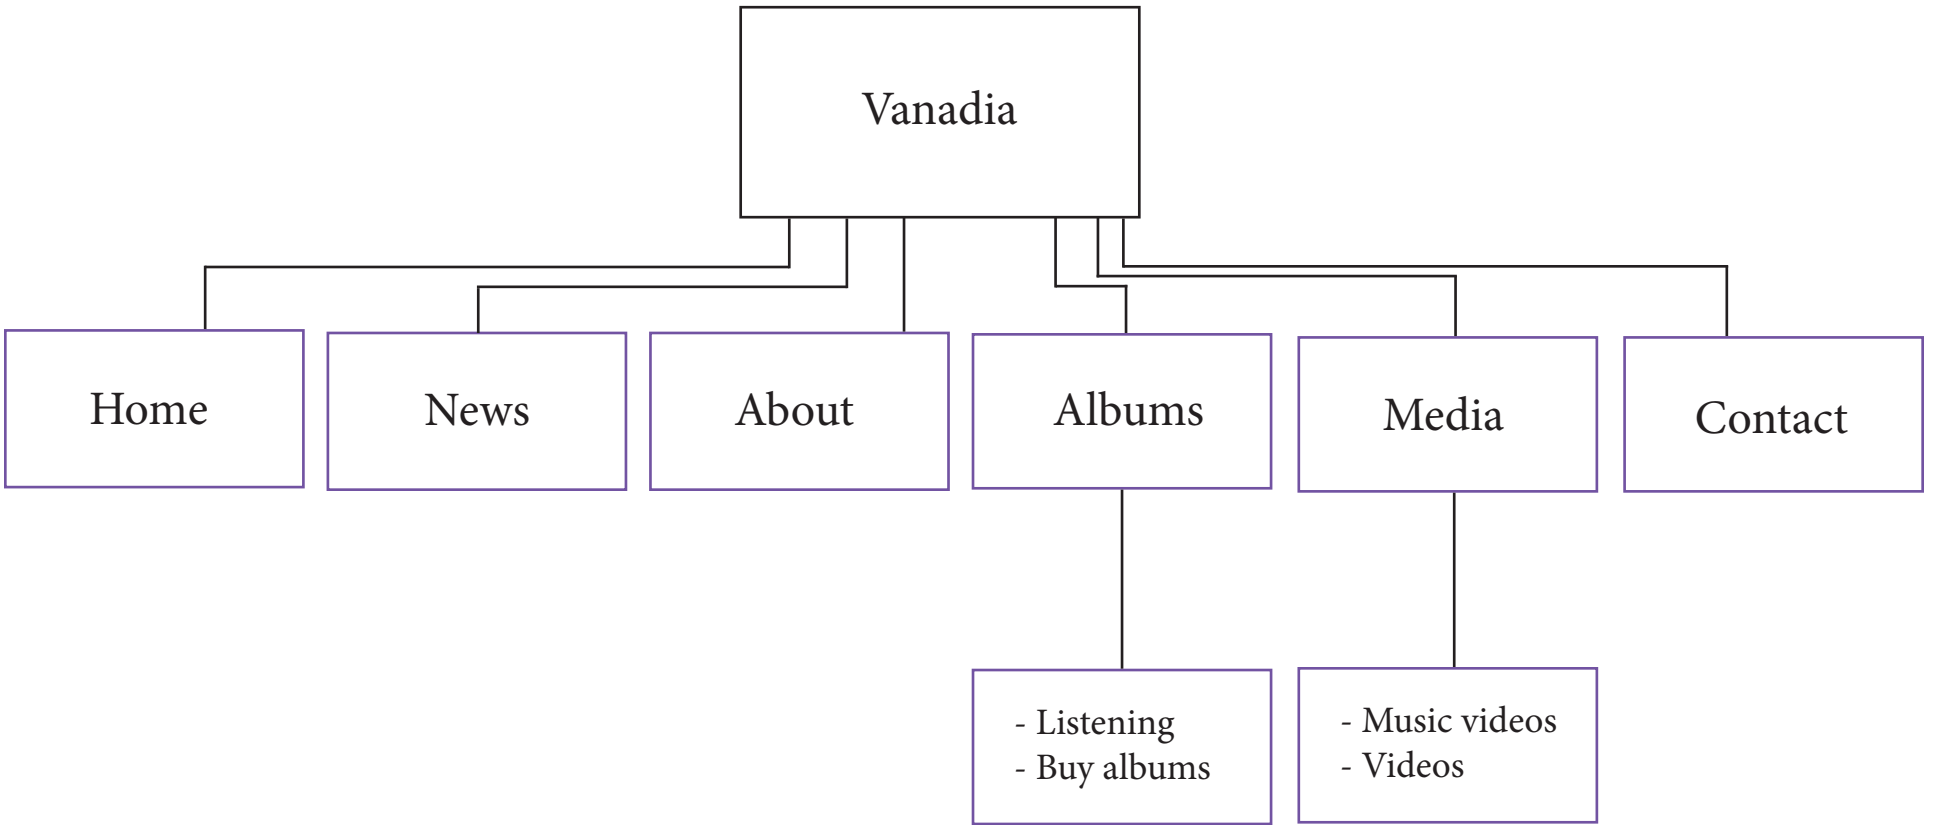 Vanadia
Home
News
About
Albums
Media
Contact
- Listening
- Buy albums
- Music videos
- Videos